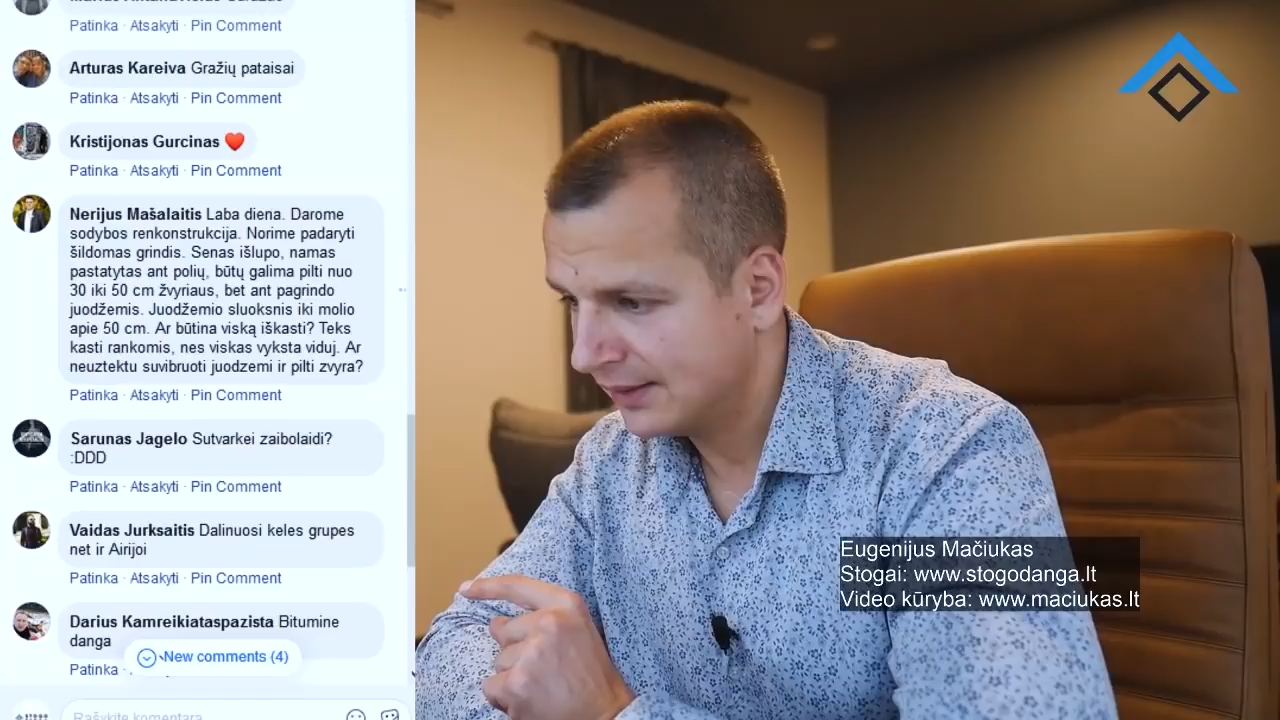 Patinka · Atsakyti · Pin Comment
Arturas Kareiva Gražių pataisai
Patinka · Atsakyti · Pin Comment
Kristijonas Gurcinas ❤️
Patinka · Atsakyti · Pin Comment
Nerijus Mašalaitis Laba diena. Darome
sodybos renkonstrukcija. Norime padaryti
šildomas grindis. Senas išlupo, namas
pastatytas ant polių, būtų galima pilti nuo
30 iki 50 cm žvyriaus, bet ant pagrindo
juodžemis. Juodžemio sluoksnis iki molio
apie 50 cm. Ar būtina viską iškasti? Teks
kasti rankomis, nes viskas vyksta viduj. Ar
neuztektu suvibruoti juodzemi ir pilti zvyra?
Patinka · Atsakyti · Pin Comment
Sarunas Jagelo Sutvarkei zaibolaidi?
:DDD
Patinka · Atsakyti · Pin Comment
Vaidas Jurksaitis Dalinuosi keles grupes
net ir Airijoi
Patinka · Atsakyti · Pin Comment
Darius Kamreikiataspazista Bitumine
danga
New comments (4)
Patinka ·
Rašykite komentarą
Eugenijus Mačiukas
Stogai: www.stogodanga.lt
Video kūryba: www.maciukas.lt